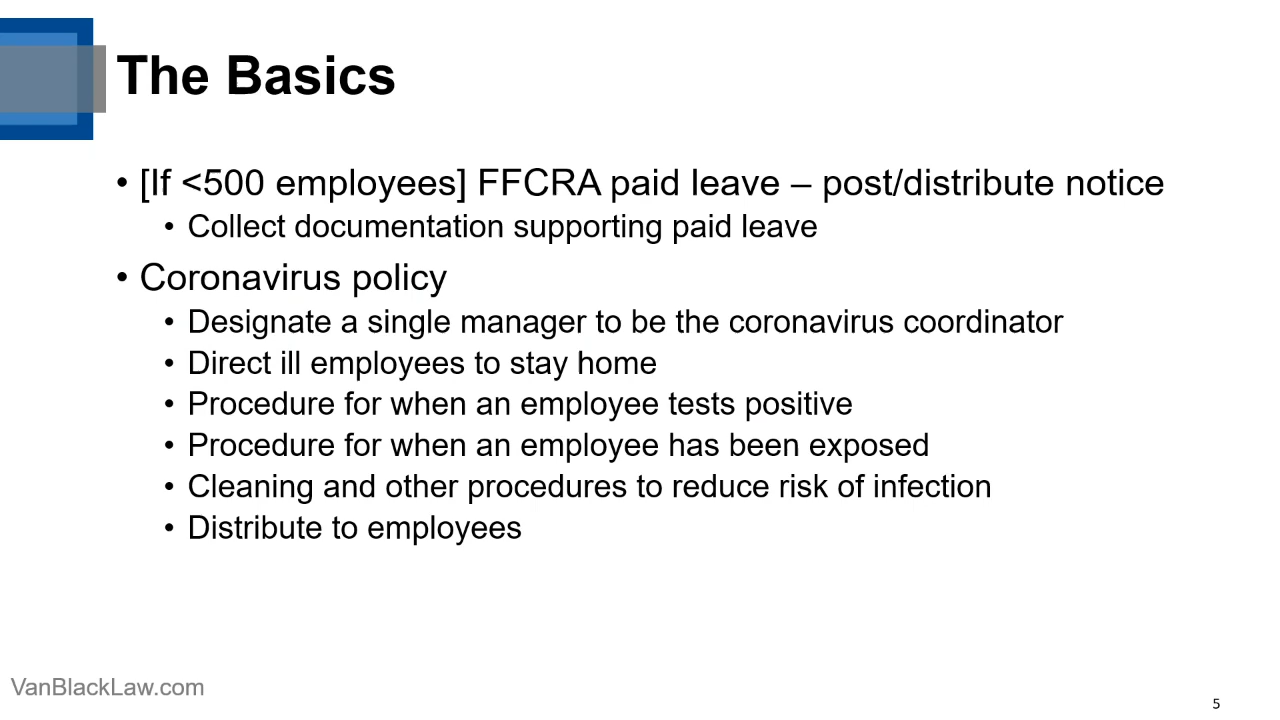 The Basics
• [If <500 employees] FFCRA paid leave – post/distribute notice
• Collect documentation supporting paid leave
• Coronavirus policy
• Designate a single manager to be the coronavirus coordinator
• Direct ill employees to stay home
• Procedure for when an employee tests positive
• Procedure for when an employee has been exposed
• Cleaning and other procedures to reduce risk of infection
• Distribute to employees
VanBlackLaw.com
5